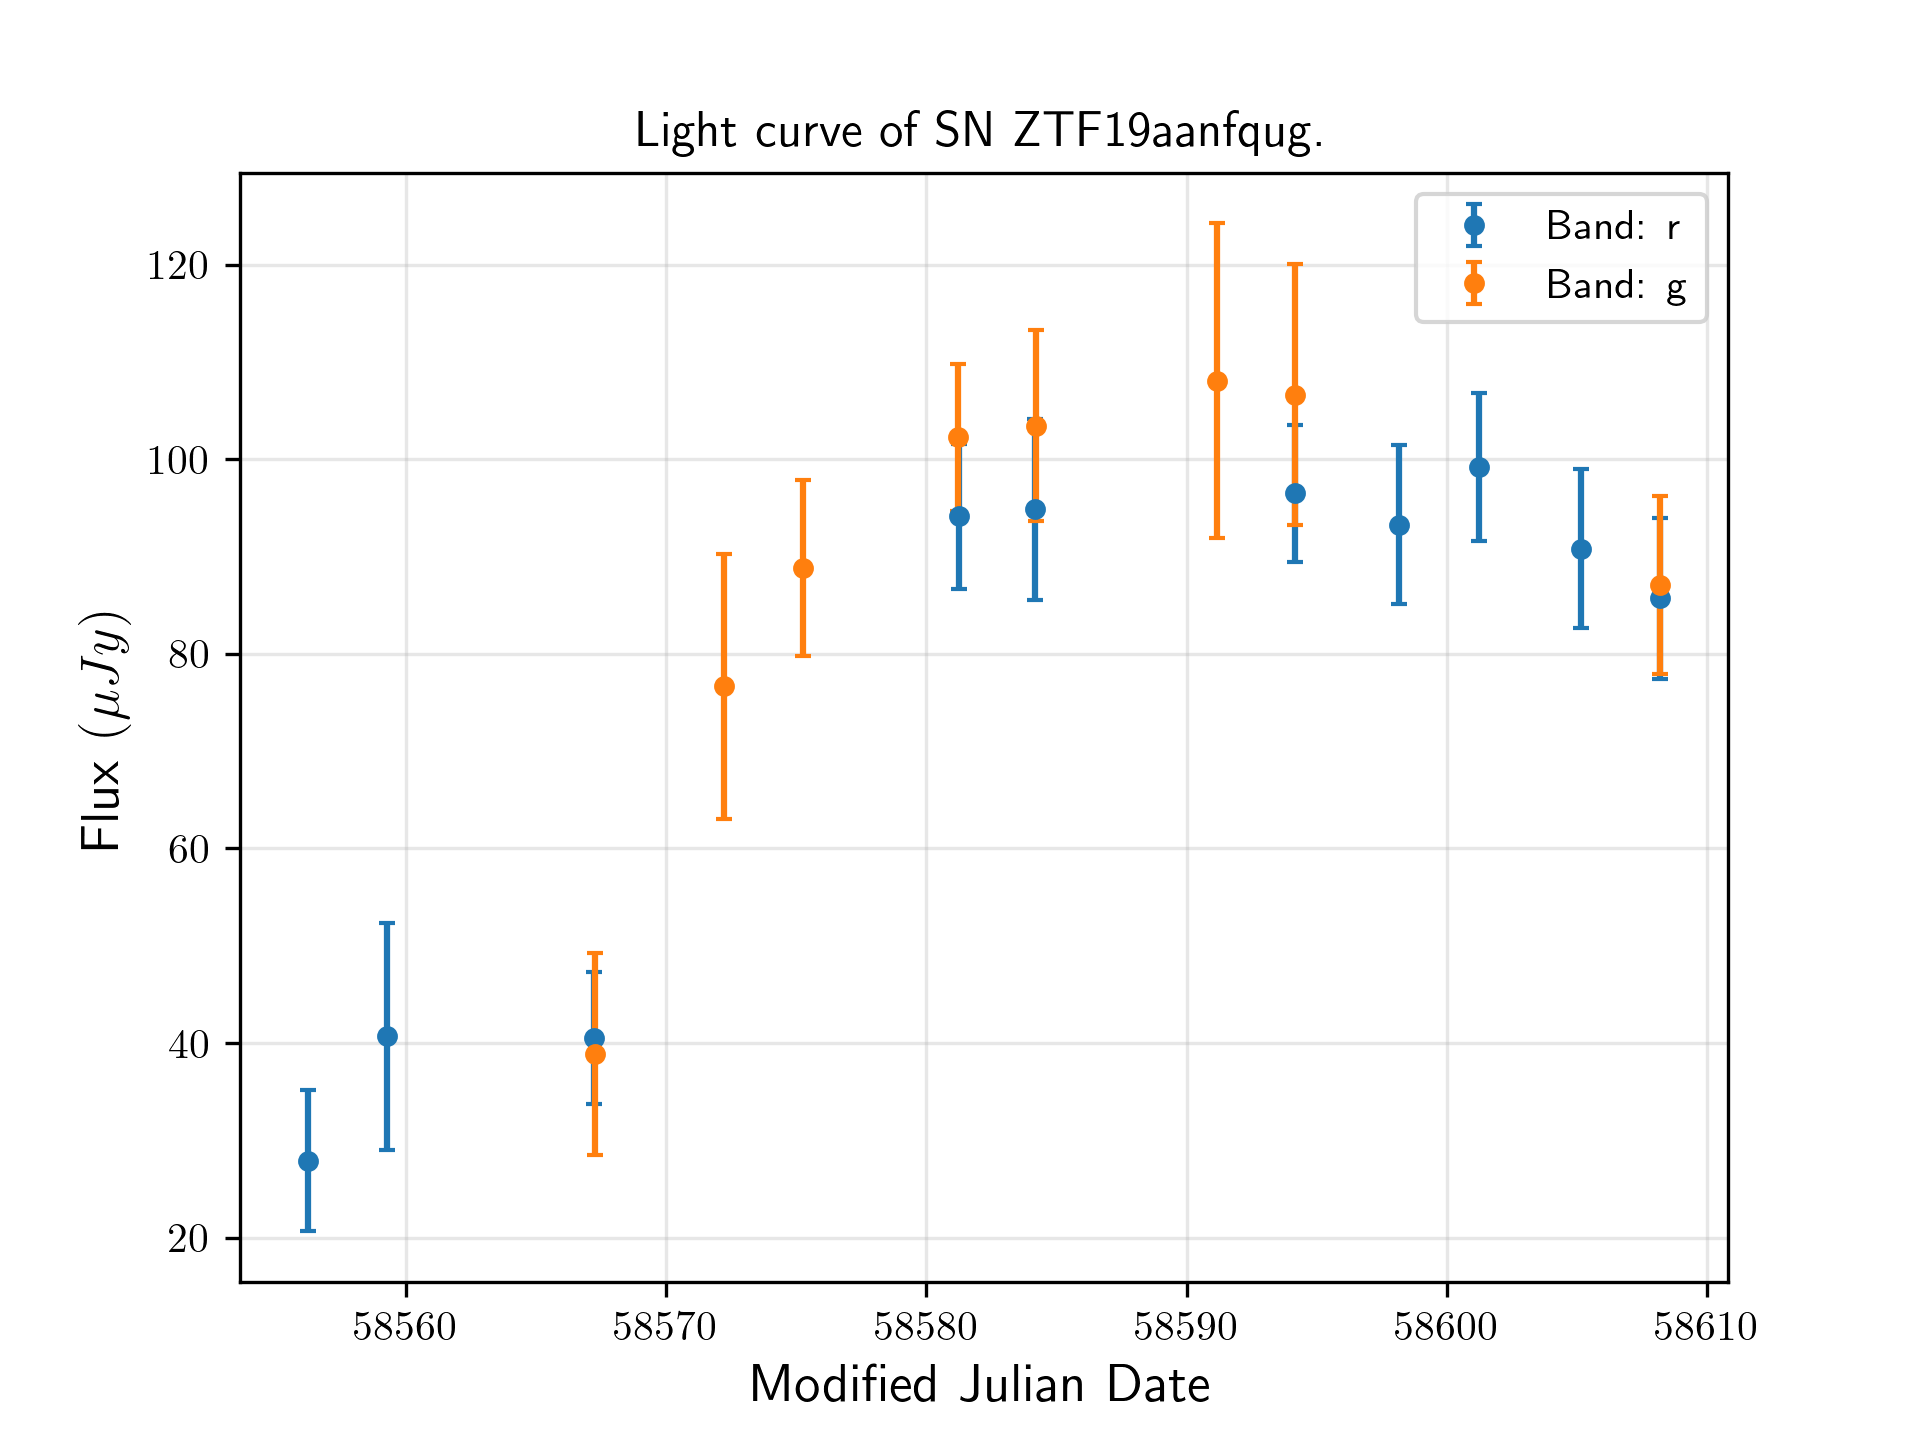 Light curve of SN ZTF19aanfqug.
Band: r
Band: g
120
100
80
60
40
20
Flux (μJy)
58560 58570 58580 58590 58600 58610
Modified Julian Date